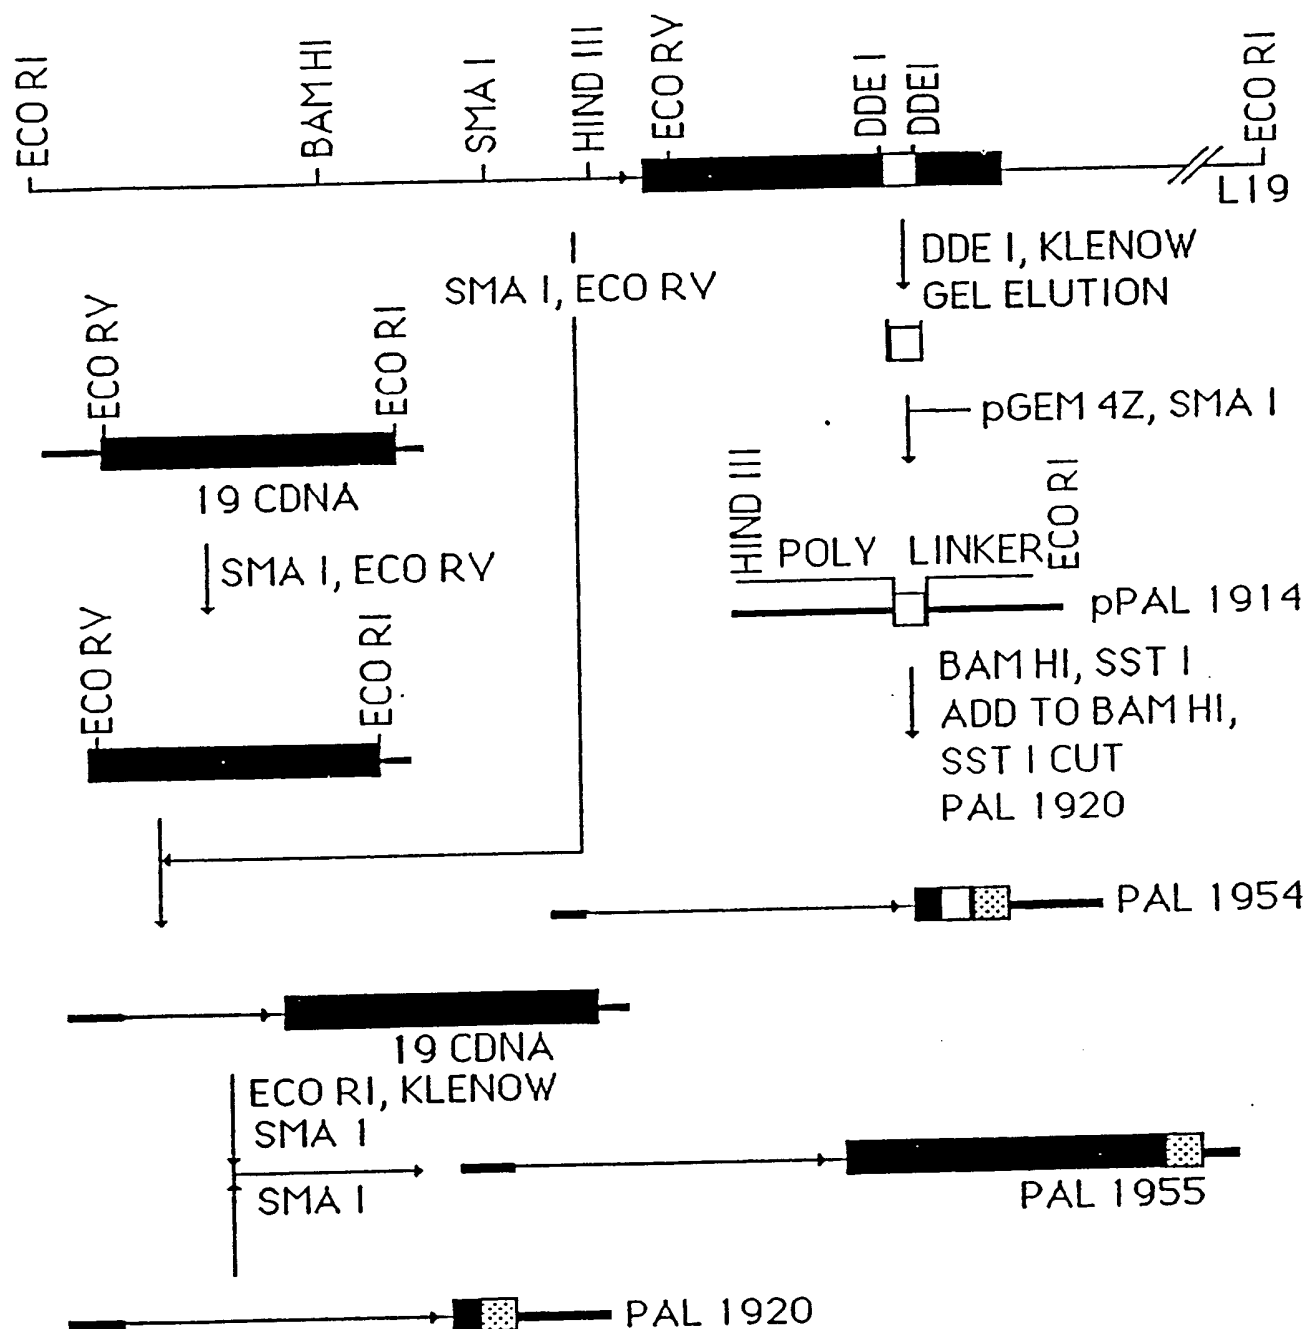 ECO RI
BAM HI
SMA I
HIND III
ECO RV
DDE I
DDEI
ECO RI
L19
SMA I, ECO RV
DDE I, KLENOW
GEL ELUTION
ECO RV
ECO RI
19 CDNA
pGEM 4Z, SMA I
HIND III
POLY LINKER
ECO RI
pPAL 1914
SMA I, ECO RV
ECO RV
ECO RI
BAM HI, SST I
ADD TO BAM HI,
SST I CUT
PAL 1920
PAL 1954
19 CDNA
ECO RI, KLENOW
SMA I
SMA I
PAL 1955
PAL 1920